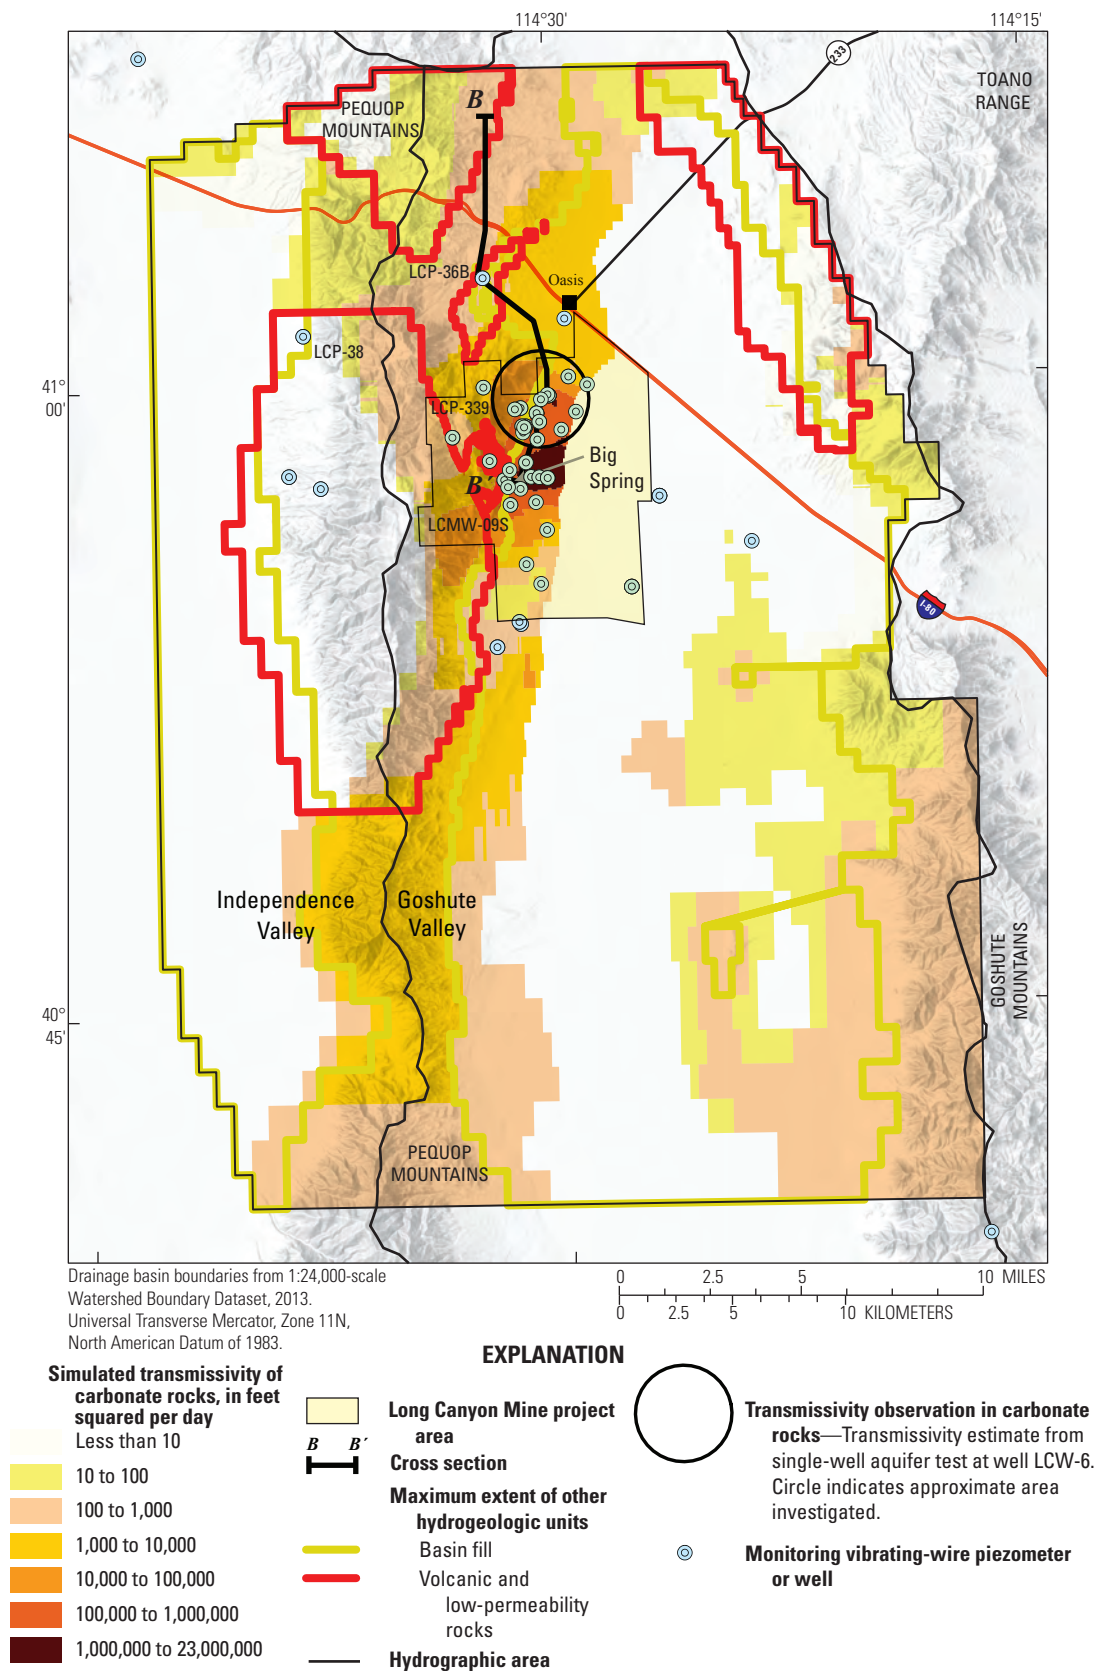 114°30'
114°15'
233
TOANO
RANGE
PEQUOP
MOUNTAINS
B
LCP-36B
Oasis
LCP-38
41°
00'
LCP-339
Big
Spring
B´
LCMW-09S
I-80
Independence
Valley
Goshute
Valley
GOSHUTE
MOUNTAINS
40°
45'
PEQUOP
MOUNTAINS
Drainage basin boundaries from 1:24,000-scale
Watershed Boundary Dataset, 2013.
Universal Transverse Mercator, Zone 11N,
North American Datum of 1983.
0 2.5 5 10 MILES
0 2.5 5 10 KILOMETERS
EXPLANATION
Simulated transmissivity of
carbonate rocks, in feet
squared per day
Less than 10
10 to 100
100 to 1,000
1,000 to 10,000
10,000 to 100,000
100,000 to 1,000,000
1,000,000 to 23,000,000
Long Canyon Mine project
area
B B´
Cross section
Maximum extent of other
hydrogeologic units
Basin fill
Volcanic and
low-permeability
rocks
Hydrographic area
Transmissivity observation in carbonate
rocks—Transmissivity estimate from
single-well aquifer test at well LCW-6.
Circle indicates approximate area
investigated.
Monitoring vibrating-wire piezometer
or well